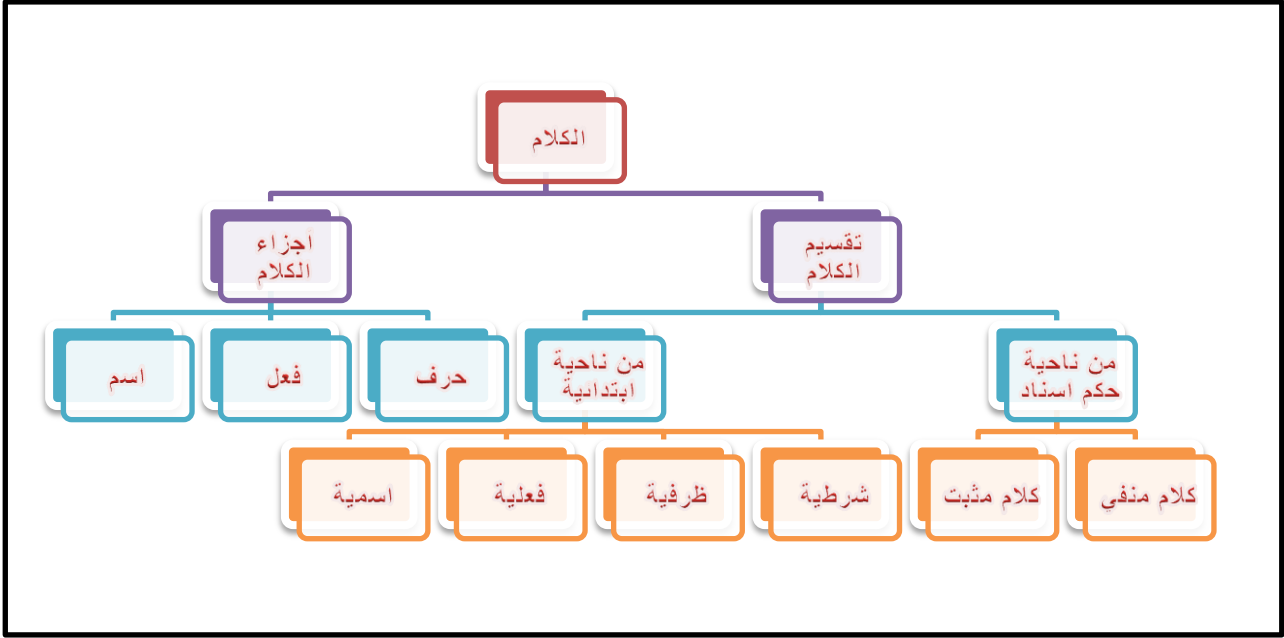 الكلام
تقسيم
الكلام
أجزاء
الكلام
من ناحية
حكم اسناد
من ناحية
ابتدائية
حرف
فعل
اسم
كلام منفي
كلام مثبت
شرطية
ظرفية
فعلية
اسمية